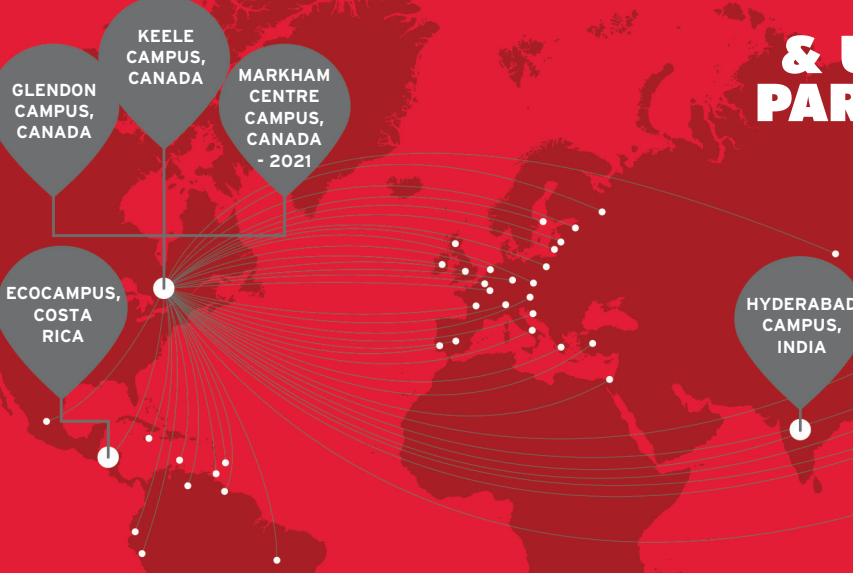 KEELE
CAMPUS,
CANADA
GLENDON
CAMPUS,
CANADA
MARKHAM
CENTRE
CAMPUS,
CANADA
- 2021
&
ECOCAMPUS,
COSTA
RICA
HYDERABAD
CAMPUS,
INDIA